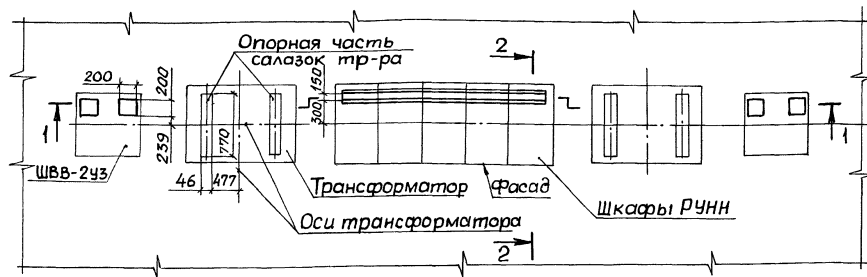 Опорная часть
салазок тр-ра
2
200
200
150
300
1
1
239
770
ШВВ-2У3
46
477
Трансформатор
Фасад
Шкафы РУНН
Оси трансформатора
2